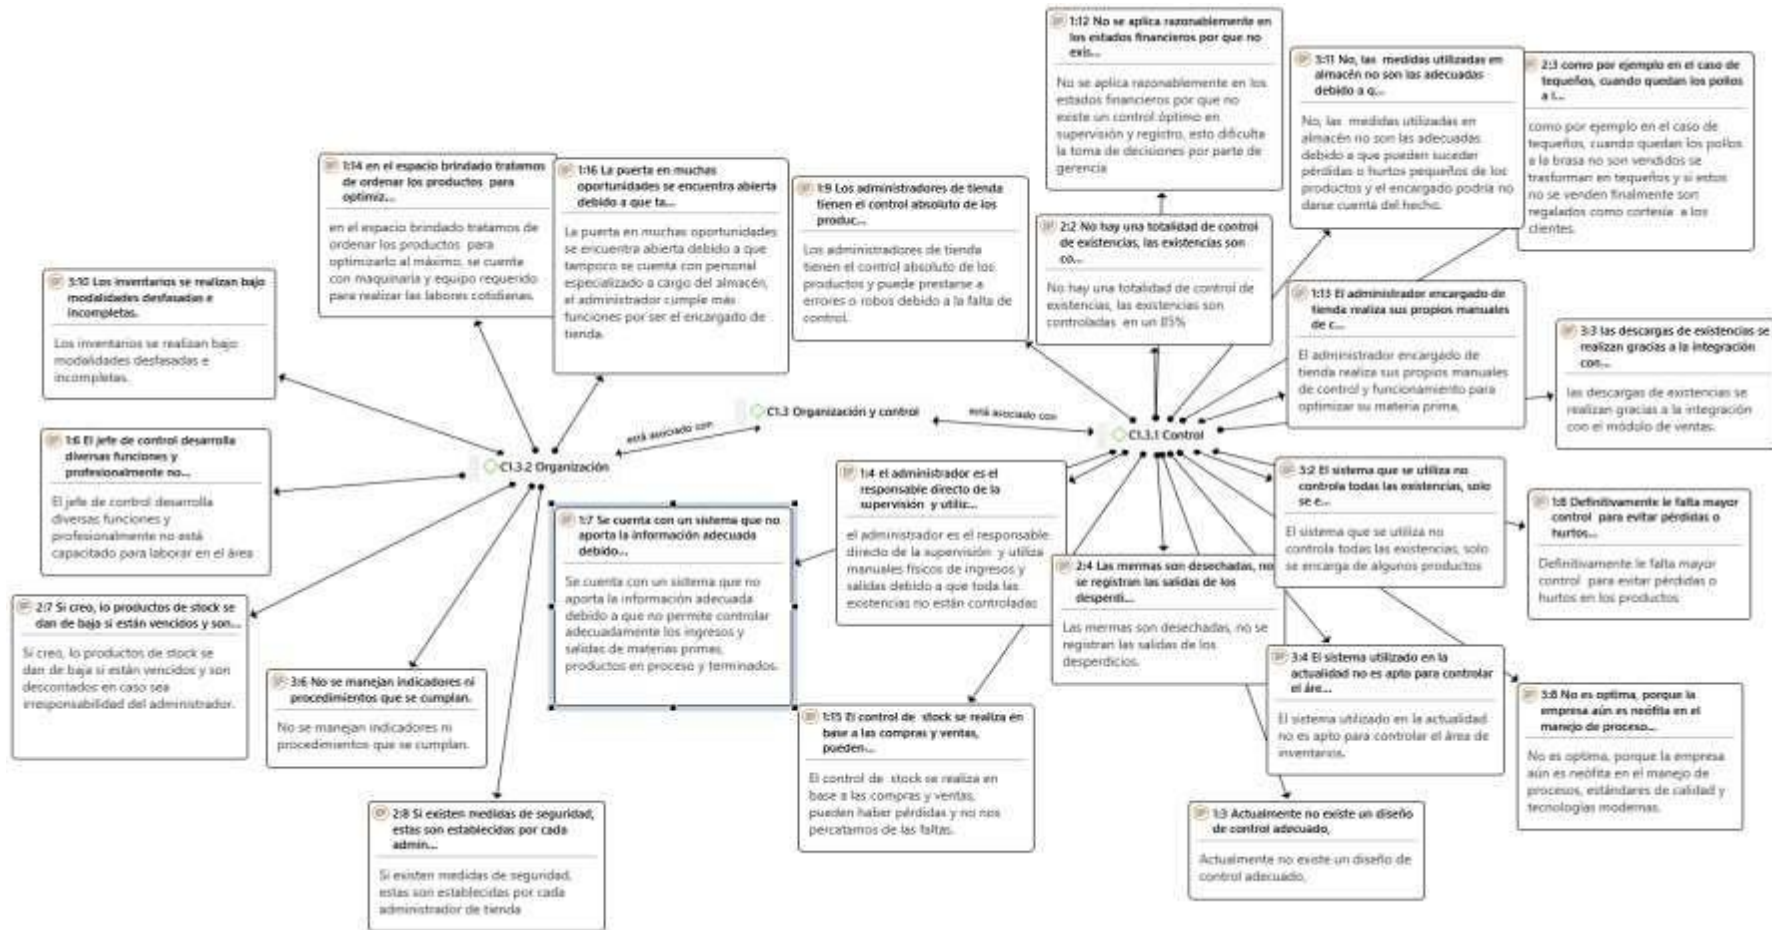 1:12 No se aplica razonablemente en
los estados financieros por que no
exis...
No se aplica razonablemente en los
estados financieros por que no
existe un control óptimo en
supervisión y registro, esto dificulta
la toma de decisiones por parte de
gerencia
3:11 No, las medidas utilizadas en
almacén no son las adecuadas
debido a q...
No, las medidas utilizadas en
almacén no son las adecuadas
debido a que pueden suceder
pérdidas o hurtos pequeños de los
productos y el encargado podría no
darse cuenta del hecho.
2:3 como por ejemplo en el caso de
tequeños, cuando quedan los pollos
a l...
como por ejemplo en el caso de
tequeños, cuando quedan los pollos
a la brasa no son vendidos se
trasforman en tequeños y si estos
no se venden finalmente son
regalados como cortesía a los
clientes.
1:14 en el espacio brindado tratamos
de ordenar los productos para
optimiz...
en el espacio brindado tratamos de
ordenar los productos para
optimizarlo al máximo, se cuenta
con maquinaria y equipo requerido
para realizar las labores cotidianas.
1:16 La puerta en muchas
oportunidades se encuentra abierta
debido a que ta...
La puerta en muchas oportunidades
se encuentra abierta debido a que
tampoco se cuenta con personal
especializado a cargo del almacén,
el administrador cumple más
funciones por ser el encargado de
tienda.
1:9 Los administradores de tienda
tienen el control absoluto de los
produc...
Los administradores de tienda
tienen el control absoluto de los
productos y puede prestarse a
errores o robos debido a la falta de
control.
2:2 No hay una totalidad de control
de existencias, las existencias son
co...
No hay una totalidad de control de
existencias, las existencias son
controladas en un 85%
3:10 Los inventarios se realizan bajo
modalidades desfasadas e
incompletas.
Los inventarios se realizan bajo
modalidades desfasadas e
incompletas.
1:13 El administrador encargado de
tienda realiza sus propios manuales
de c...
El administrador encargado de
tienda realiza sus propios manuales
de control y funcionamiento para
optimizar su materia prima,
3:3 las descargas de existencias se
realizan gracias a la integración
con...
las descargas de existencias se
realizan gracias a la integración
con el módulo de ventas.
C1.3 Organización y control
está asociado con
está asociado con
C1.3.1 Control
C1.3.2 Organización
1:6 El jefe de control desarrolla
diversas funciones y
profesionalmente no...
El jefe de control desarrolla
diversas funciones y
profesionalmente no está
capacitado para laborar en el área
1:4 el administrador es el
responsable directo de la
supervisión y utiliz...
el administrador es el responsable
directo de la supervisión y utiliza
manuales físicos de ingresos y
salidas debido a que toda las
existencias no están controladas
3:2 El sistema que se utiliza no
controla todas las existencias, solo
se e...
El sistema que se utiliza no
controla todas las existencias, solo
se encarga de algunos productos
1:8 Definitivamente le falta mayor
control para evitar pérdidas o
hurtos...
Definitivamente le falta mayor
control para evitar pérdidas o
hurtos en los productos
1:7 Se cuenta con un sistema que no
aporta la información adecuada
debido...
Se cuenta con un sistema que no
aporta la información adecuada
debido a que no permite controlar
adecuadamente los ingresos y
salidas de materias primas,
productos en proceso y terminados.
2:4 Las mermas son desechadas, no
se registran las salidas de los
desperdi...
Las mermas son desechadas, no se
registran las salidas de los
desperdicios.
2:7 Si creo, lo productos de stock se
dan de baja si están vencidos y son...
Si creo, lo productos de stock se
dan de baja si están vencidos y son
descontados en caso sea
irresponsabilidad del administrador.
3:6 No se manejan indicadores ni
procedimientos que se cumplan.
No se manejan indicadores ni
procedimientos que se cumplan.
3:4 El sistema utilizado en la
actualidad no es apto para controlar
el áre...
El sistema utilizado en la actualidad
no es apto para controlar el área de
inventarios.
3:8 No es optima, porque la
empresa aún es neófita en el
manejo de proceso...
No es optima, porque la empresa
aún es neófita en el manejo de
procesos, estándares de calidad y
tecnologías modernas.
1:15 El control de stock se realiza en
base a las compras y ventas,
pueden...
El control de stock se realiza en
base a las compras y ventas,
pueden haber pérdidas y no nos
percatamos de las faltas.
2:8 Si existen medidas de seguridad,
estas son establecidas por cada
admin...
Si existen medidas de seguridad,
estas son establecidas por cada
administrador de tienda
1:3 Actualmente no existe un diseño
de control adecuado,
Actualmente no existe un diseño de
control adecuado,